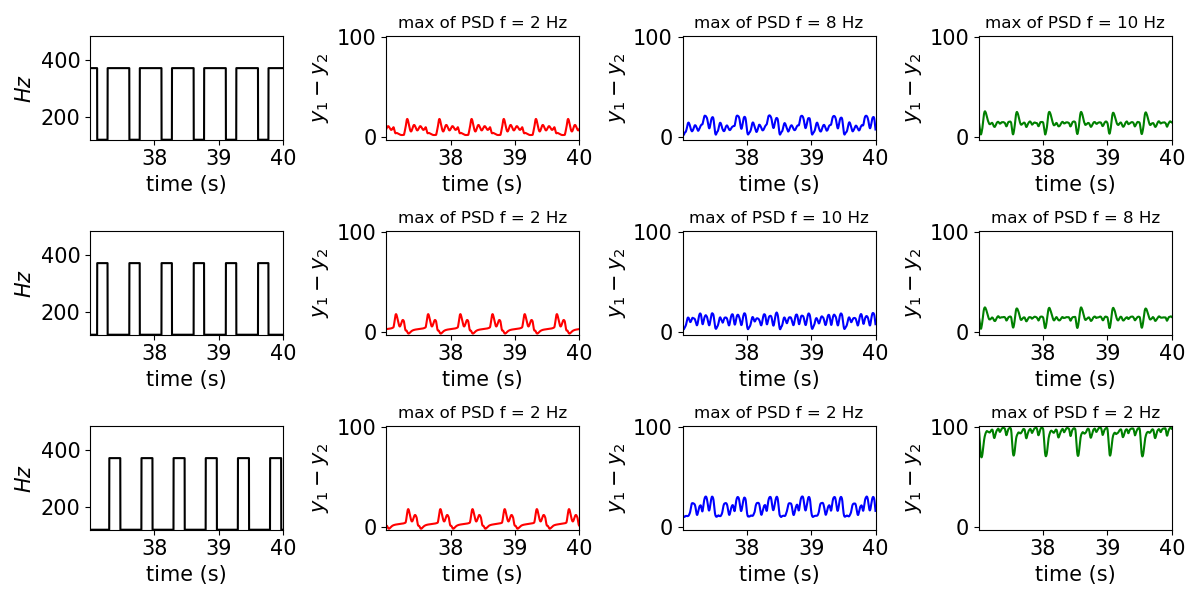 max of PSD f = 2 Hz
max of PSD f = 8 Hz
max of PSD f = 10 Hz
400
200
Hz
38 39 40
time (s)
100
0
y₁ − y₂
38 39 40
time (s)
100
0
y₁ − y₂
38 39 40
time (s)
100
0
y₁ − y₂
38 39 40
time (s)
max of PSD f = 2 Hz
max of PSD f = 10 Hz
max of PSD f = 8 Hz
400
200
Hz
38 39 40
time (s)
100
0
y₁ − y₂
38 39 40
time (s)
100
0
y₁ − y₂
38 39 40
time (s)
100
0
y₁ − y₂
38 39 40
time (s)
max of PSD f = 2 Hz
max of PSD f = 2 Hz
max of PSD f = 2 Hz
400
200
Hz
38 39 40
time (s)
100
0
y₁ − y₂
38 39 40
time (s)
100
0
y₁ − y₂
38 39 40
time (s)
100
0
y₁ − y₂
38 39 40
time (s)